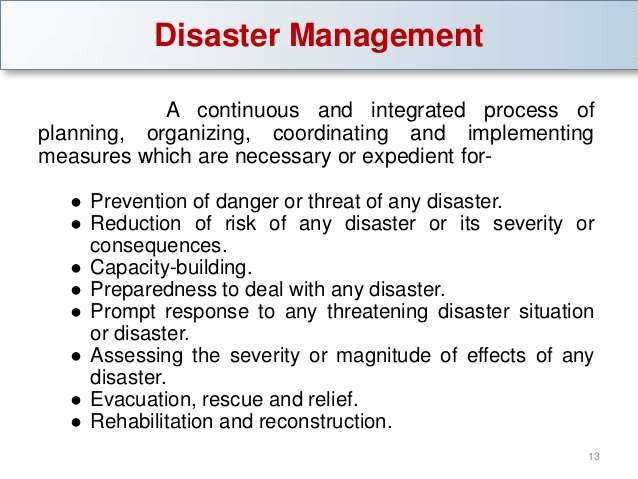 Disaster Management
A continuous and integrated process of
planning, organizing, coordinating and implementing
measures which are necessary or expedient for-
● Prevention of danger or threat of any disaster.
● Reduction of risk of any disaster or its severity or
consequences.
● Capacity-building.
● Preparedness to deal with any disaster.
● Prompt response to any threatening disaster situation
or disaster.
● Assessing the severity or magnitude of effects of any
disaster.
● Evacuation, rescue and relief.
● Rehabilitation and reconstruction.
13